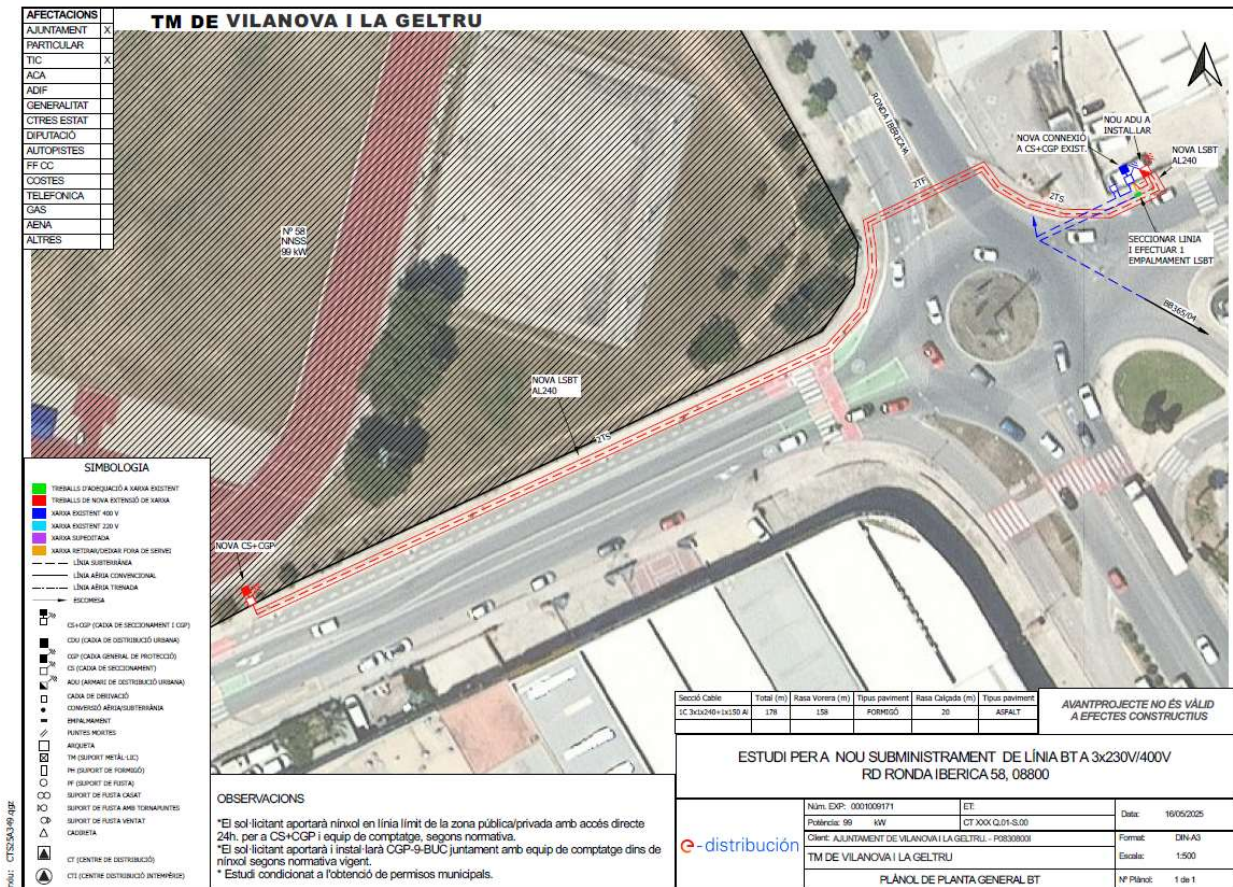 TM DE VILANOVA I LA GELTRU
AFECTACIONS
AJUNTAMENT X
PARTICULAR
TIC X
ACA
ADIF
GENERALITAT
CTRES ESTAT
DIPUTACIÓ
AUTOPISTES
FF CC
COSTES
TELEFONICA
GAS
AENA
ALTRES
Nº 58
NNSS
99 kW
RONDA IBERICA
NOVA CONNEXIÓ
A CS+CGP EXIST.
NOU ADU A
INSTAL.LAR
NOVA LSBT
AL240
2TF
2TS
SECCIONAR LINIA
I EFECTUAR 1
EMPALMAMENT LSBT
BB365/04
NOVA LSBT
AL240
2TS
NOVA CS+CGP
SIMBOLOGIA
TREBALLS D'ADEQUACIÓ A XARXA EXISTENT
TREBALLS DE NOVA EXTENSIÓ DE XARXA
XARXA EXISTENT 400 V
XARXA EXISTENT 220 V
XARXA SUPEDITADA
XARXA RETIRAR/DEIXAR FORA DE SERVEI
LÍNIA SUBTERRÀNIA
LÍNIA AÈRIA CONVENCIONAL
LÍNIA AÈRIA TRENADA
ESCOMESA
CS+CGP (CAIXA DE SECCIONAMENT I CGP)
CDU (CAIXA DE DISTRIBUCIÓ URBANA)
CGP (CAIXA GENERAL DE PROTECCIÓ)
CS (CAIXA DE SECCIONAMENT)
ADU (ARMARI DE DISTRIBUCIÓ URBANA)
CAIXA DE DERIVACIÓ
CONVERSIÓ AÈRIA/SUBTERRÀNIA
EMPALMAMENT
PUNTES MORTES
ARQUETA
TM (SUPORT METÀL·LIC)
PH (SUPORT DE FORMIGÓ)
PF (SUPORT DE FUSTA)
SUPORT DE FUSTA CASAT
SUPORT DE FUSTA AMB TORNAPUNTES
SUPORT DE FUSTA VENTAT
CADIRETA
CT (CENTRE DE DISTRIBUCIÓ)
CTI (CENTRE DISTRIBUCIÓ INTEMPÈRIE)
OBSERVACIONS
*El sol·licitant aportarà nínxol en línia límit de la zona pública/privada amb accés directe
24h. per a CS+CGP i equip de comptatge, segons normativa.
*El sol·licitant aportarà i instal·larà CGP-9-BUC juntament amb equip de comptatge dins de
nínxol segons normativa vigent.
* Estudi condicionat a l'obtenció de permisos municipals.
Secció Cable Total (m) Rasa Vorera (m) Tipus paviment Rasa Calçada (m) Tipus paviment
1C 3x1x240+1x150 Al 178 158 FORMIGÓ 20 ASFALT
AVANTPROJECTE NO ÉS VÀLID
A EFECTES CONSTRUCTIUS
ESTUDI PER A NOU SUBMINISTRAMENT DE LÍNIA BT A 3x230V/400V
RD RONDA IBERICA 58, 08800
e-distribución
Núm. EXP: 0001009171 ET:
Potència: 99 kW CT XXX Q.01-S.00
Client: AJUNTAMENT DE VILANOVA I LA GELTRU. - P0830800I
TM DE VILANOVA I LA GELTRU
PLÀNOL DE PLANTA GENERAL BT
Data: 16/05/2025
Format: DIN-A3
Escala: 1:500
Nº Plànol: 1 de 1